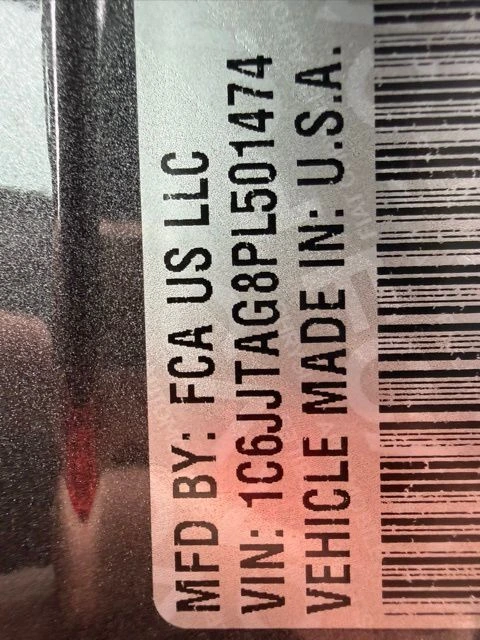 MFD BY: FCA US LLC
VIN: 1C6JJTAG8PL501474
VEHICLE MADE IN: U.S.A.